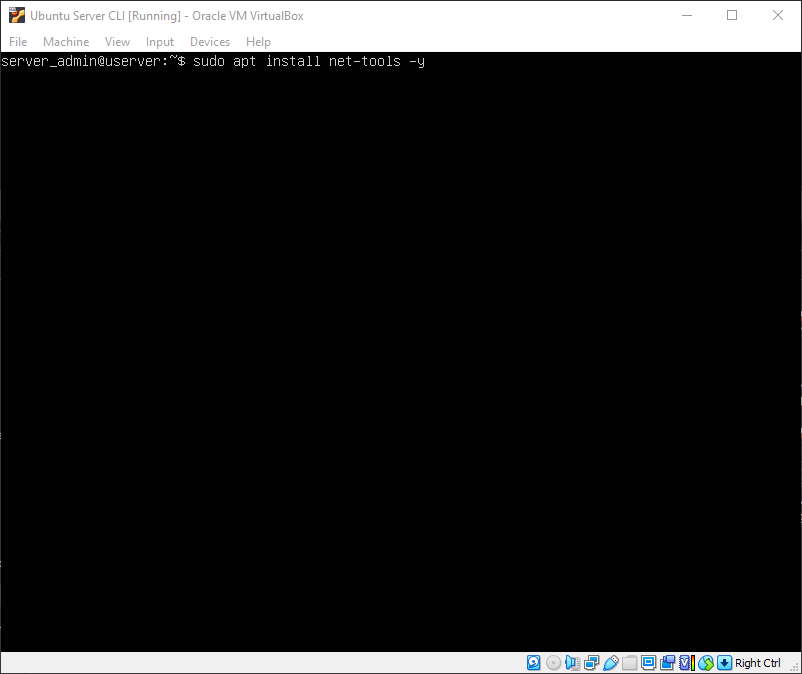 Ubuntu Server CLI [Running] - Oracle VM VirtualBox
File Machine View Input Devices Help
server_admin@userver:~$ sudo apt install net-tools -y
Right Ctrl